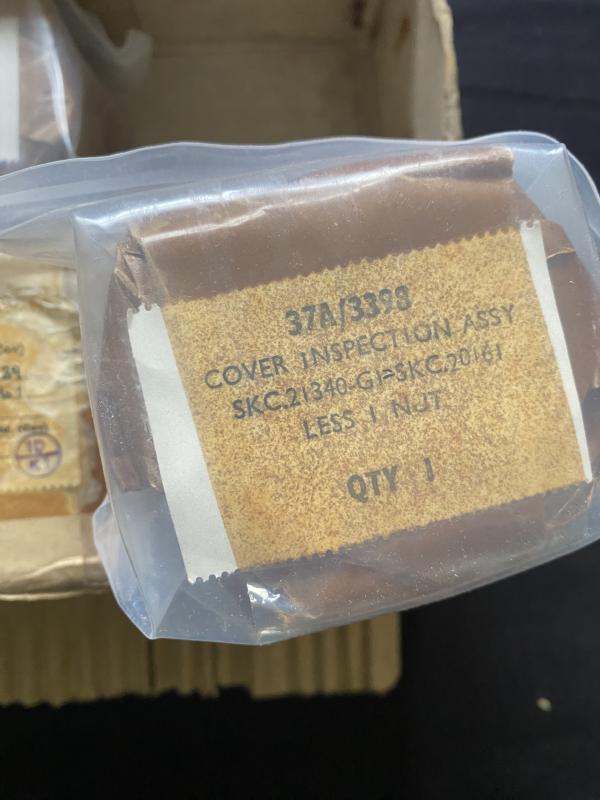 37A/3398
COVER INSPECTION ASSY
SKC.21340-G1=SKC.20161
LESS 1 NUT
QTY 1